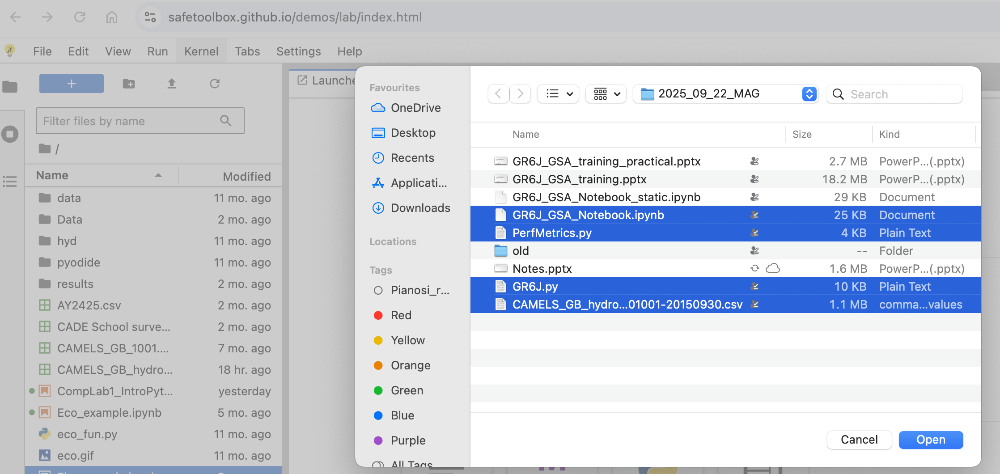 safetoolbox.github.io/demos/lab/index.html
File Edit View Run Kernel Tabs Settings Help
+
Filter files by name
/
Name Modified
data 11 mo. ago
Data 2 mo. ago
hyd 11 mo. ago
pyodide 11 mo. ago
results 2 mo. ago
AY2425.csv 2 mo. ago
CADE School surve... 2 mo. ago
CAMELS_GB_1001.... 7 mo. ago
CAMELS_GB_hydro... 18 hr. ago
CompLab1_IntroPyt... yesterday
Eco_example.ipynb 5 mo. ago
eco_fun.py 11 mo. ago
eco.gif 11 mo. ago
Launche
Favourites
OneDrive
Desktop
Recents
Applicati...
Downloads
Locations
Tags
Pianosi_r...
Red
Yellow
Orange
Green
Blue
Purple
All Tags
2025_09_22_MAG
Search
Name Size Kind
GR6J_GSA_training_practical.pptx 2.7 MB PowerP...(.pptx)
GR6J_GSA_training.pptx 18.2 MB PowerP...(.pptx)
GR6J_GSA_Notebook_static.ipynb 29 KB Document
GR6J_GSA_Notebook.ipynb 25 KB Document
PerfMetrics.py 4 KB Plain Text
old -- Folder
Notes.pptx 1.6 MB PowerP...(.pptx)
GR6J.py 10 KB Plain Text
CAMELS_GB_hydro...01001-20150930.csv 1.1 MB comma...values
Cancel Open